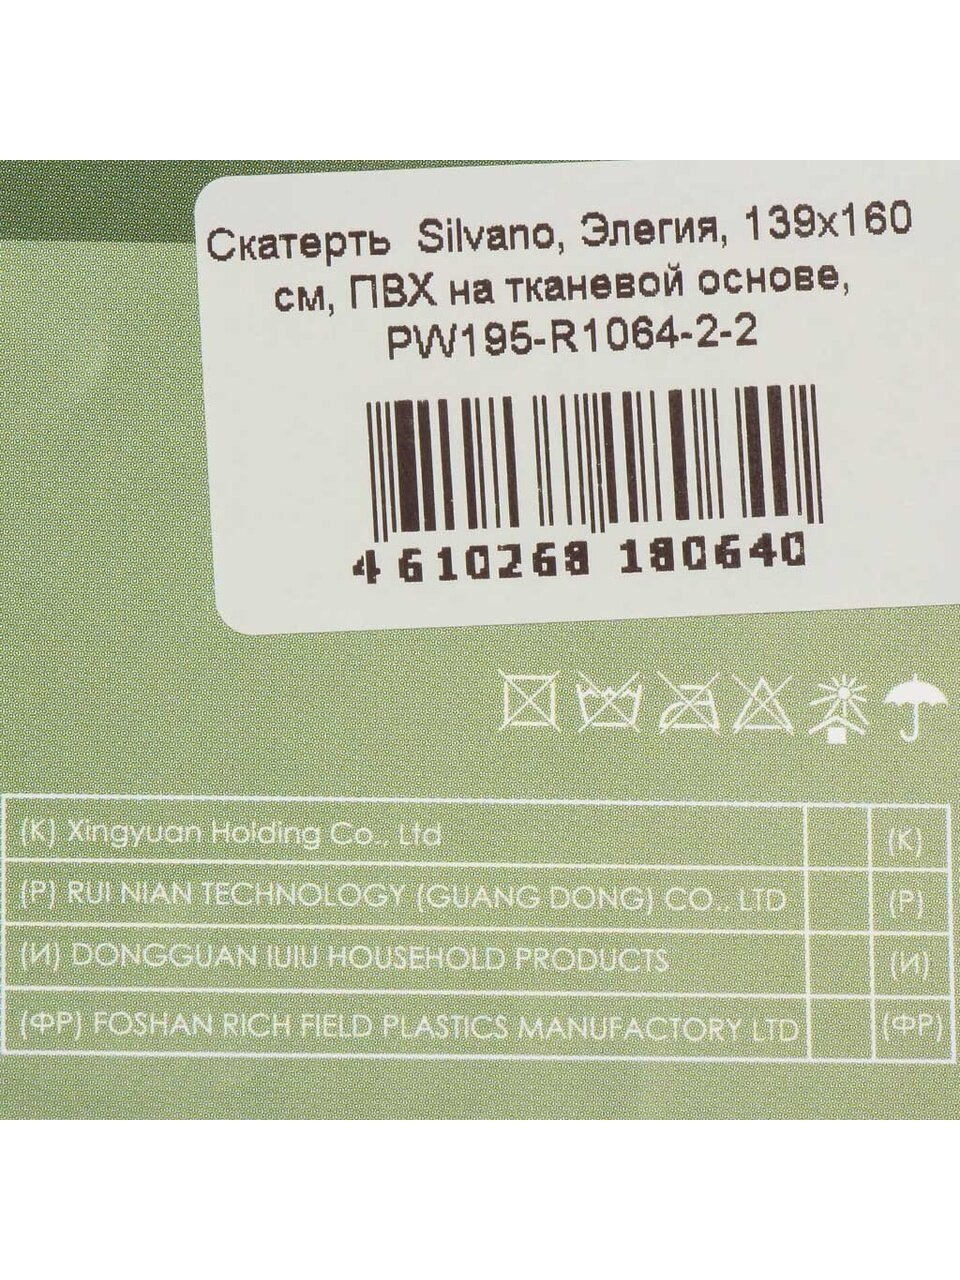 Скатерть Silvano, Элегия, 139х160
см, ПВХ на тканевой основе,
PW195-R1064-2-2
4 610268 180640
(К) Xingyuan Holding Co., Ltd (К)
(Р) RUI NIAN TECHNOLOGY (GUANG DONG) CO., LTD (Р)
(И) DONGGUAN IUIU HOUSEHOLD PRODUCTS (И)
(ФР) FOSHAN RICH FIELD PLASTICS MANUFACTORY LTD (ФР)